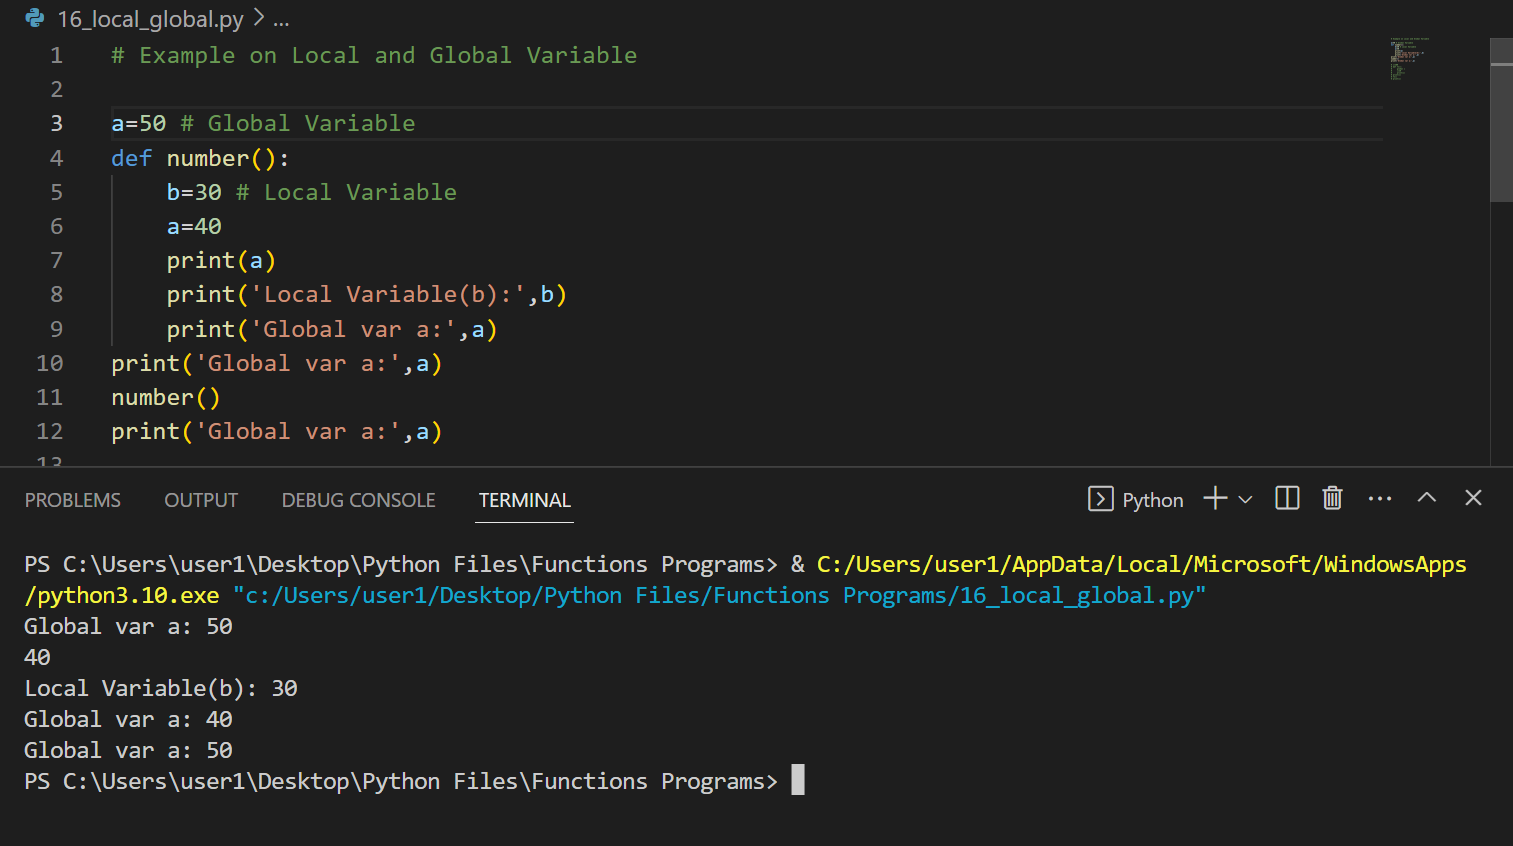 16_local_global.py > ...
1 # Example on Local and Global Variable
2
3 a=50 # Global Variable
4 def number():
5 b=30 # Local Variable
6 a=40
7 print(a)
8 print('Local Variable(b):',b)
9 print('Global var a:',a)
10 print('Global var a:',a)
11 number()
12 print('Global var a:',a)
13
PROBLEMS OUTPUT DEBUG CONSOLE TERMINAL Python
PS C:\Users\user1\Desktop\Python Files\Functions Programs> & C:/Users/user1/AppData/Local/Microsoft/WindowsApps
/python3.10.exe "c:/Users/user1/Desktop/Python Files/Functions Programs/16_local_global.py"
Global var a: 50
40
Local Variable(b): 30
Global var a: 40
Global var a: 50
PS C:\Users\user1\Desktop\Python Files\Functions Programs>